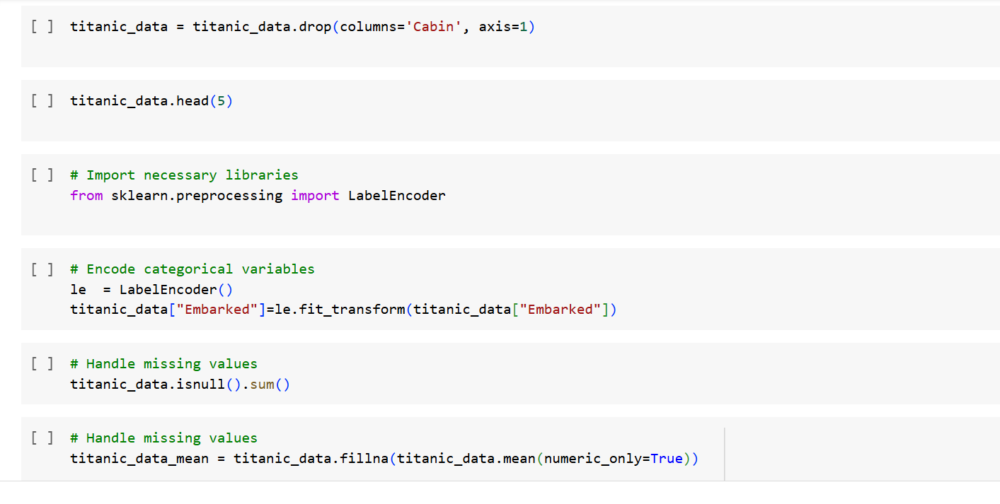 [ ] titanic_data = titanic_data.drop(columns='Cabin', axis=1)
[ ] titanic_data.head(5)
[ ] # Import necessary libraries
from sklearn.preprocessing import LabelEncoder
[ ] # Encode categorical variables
le  = LabelEncoder()
titanic_data["Embarked"]=le.fit_transform(titanic_data["Embarked"])
[ ] # Handle missing values
titanic_data.isnull().sum()
[ ] # Handle missing values
titanic_data_mean = titanic_data.fillna(titanic_data.mean(numeric_only=True))